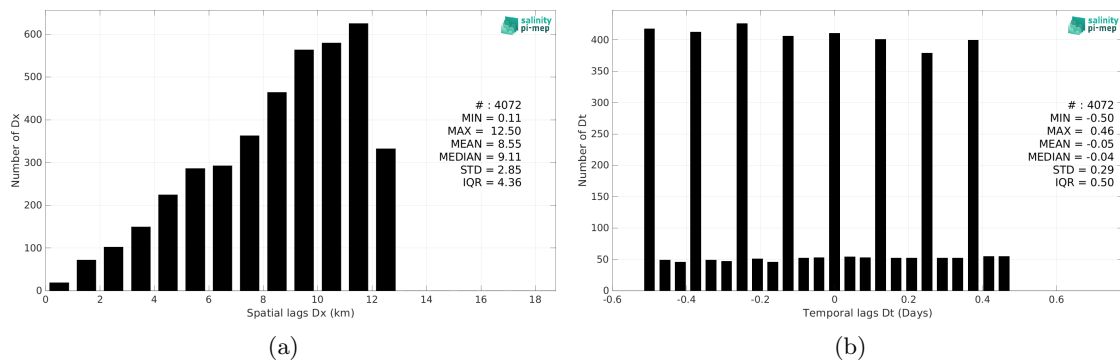 600
500
400
300
200
100
0
Number of Dx
0 2 4 6 8 10 12 14 16 18
Spatial lags Dx (km)
salinity
pi-mep
# : 4072
MIN = 0.11
MAX = 12.50
MEAN = 8.55
MEDIAN = 9.11
STD = 2.85
IQR = 4.36
(a)
400
350
300
250
200
150
100
50
0
Number of Dt
-0.6 -0.4 -0.2 0 0.2 0.4 0.6
Temporal lags Dt (Days)
salinity
pi-mep
# : 4072
MIN = -0.50
MAX = 0.46
MEAN = -0.05
MEDIAN = -0.04
STD = 0.29
IQR = 0.50
(b)